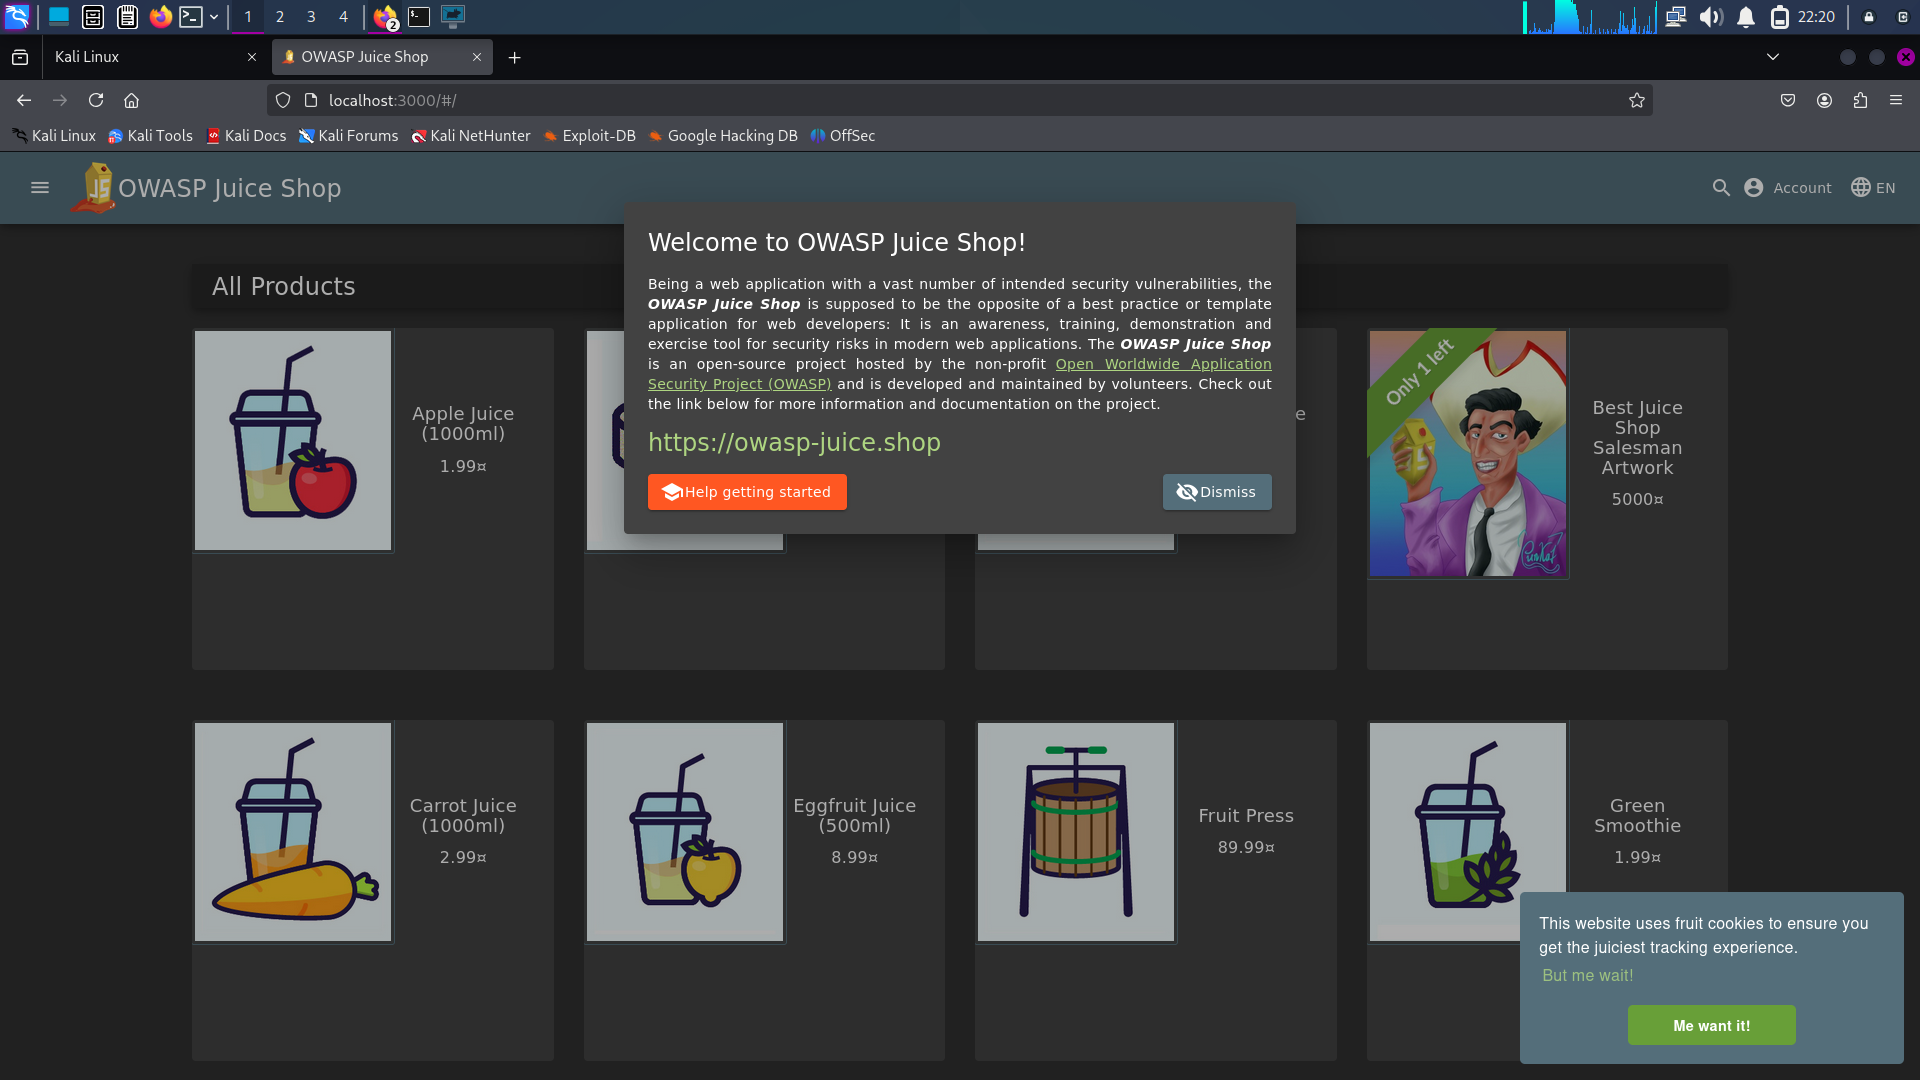 1 2 3 4 2 22:20
Kali Linux
OWASP Juice Shop
localhost:3000/#/
Kali Linux Kali Tools Kali Docs Kali Forums Kali NetHunter Exploit-DB Google Hacking DB OffSec
OWASP Juice Shop
Account EN
Welcome to OWASP Juice Shop!
Being a web application with a vast number of intended security vulnerabilities, the
OWASP Juice Shop is supposed to be the opposite of a best practice or template
application for web developers: It is an awareness, training, demonstration and
exercise tool for security risks in modern web applications. The OWASP Juice Shop
is an open-source project hosted by the non-profit Open Worldwide Application
Security Project (OWASP) and is developed and maintained by volunteers. Check out
the link below for more information and documentation on the project.
https://owasp-juice.shop
Help getting started
Dismiss
All Products
Apple Juice
(1000ml)
1.99¤
Only 1 left
Best Juice
Shop
Salesman
Artwork
5000¤
Carrot Juice
(1000ml)
2.99¤
Eggfruit Juice
(500ml)
8.99¤
Fruit Press
89.99¤
Green
Smoothie
1.99¤
This website uses fruit cookies to ensure you
get the juiciest tracking experience.
But me wait!
Me want it!